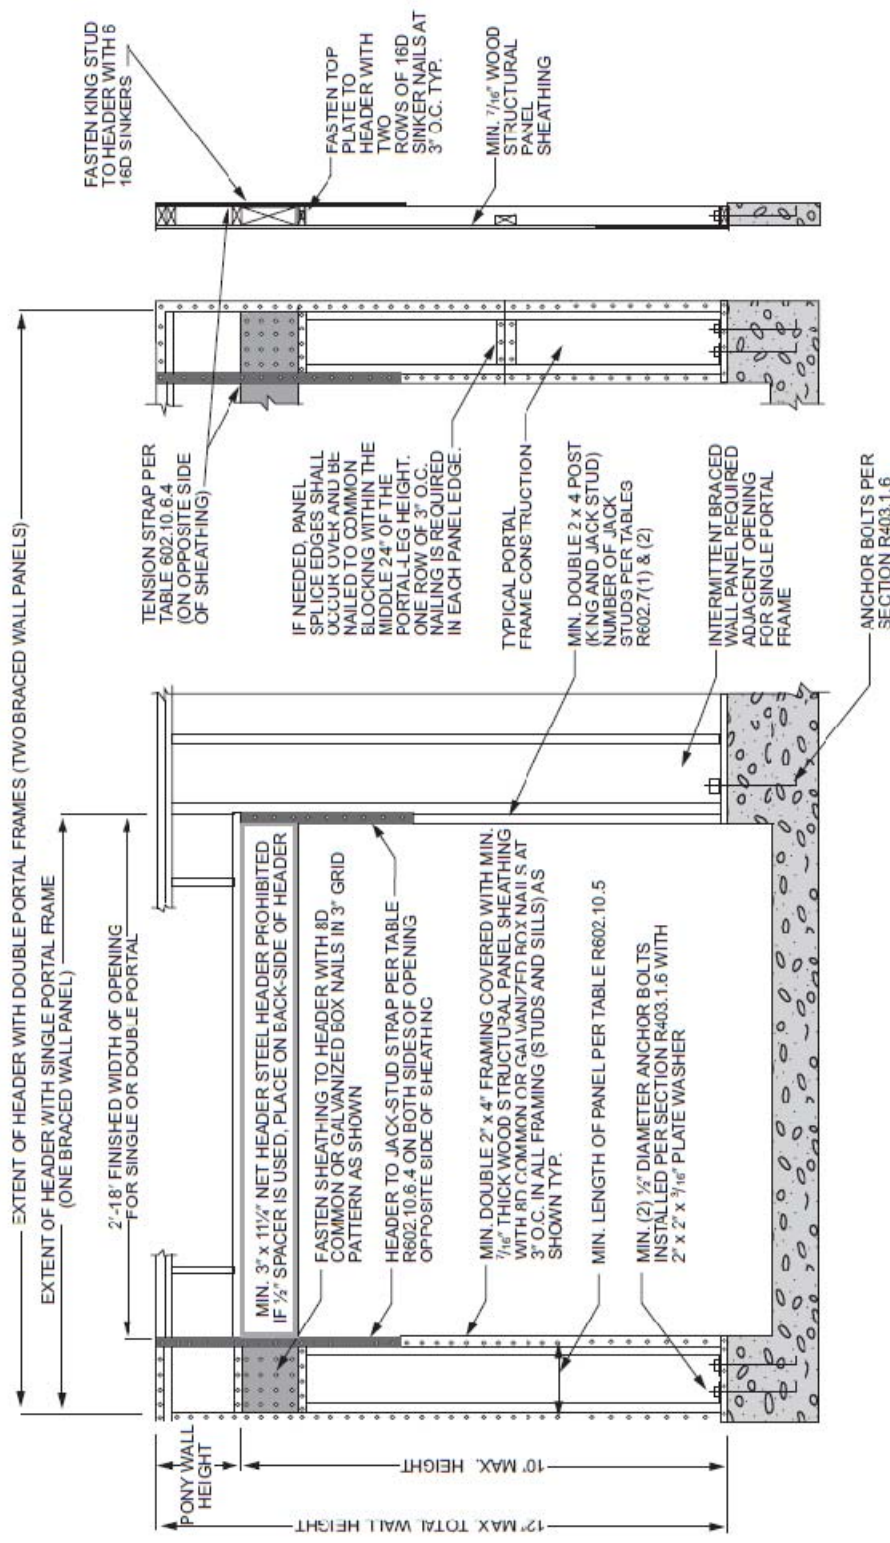 EXTENT OF HEADER WITH DOUBLE PORTAL FRAMES (TWO BRACED WALL PANELS)
EXTENT OF HEADER WITH SINGLE PORTAL FRAME
(ONE BRACED WALL PANEL)
2'-18' FINISHED WIDTH OF OPENING
FOR SINGLE OR DOUBLE PORTAL
PONY WALL
HEIGHT
10' MAX. HEIGHT
12' MAX. TOTAL WALL HEIGHT
MIN. 3" x 11¼" NET HEADER STEEL HEADER PROHIBITED
IF ½" SPACER IS USED, PLACE ON BACK-SIDE OF HEADER
FASTEN SHEATHING TO HEADER WITH 8D
COMMON OR GALVANIZED BOX NAILS IN 3" GRID
PATTERN AS SHOWN
HEADER TO JACK-STUD STRAP PER TABLE
R602.10.6.4 ON BOTH SIDES OF OPENING
OPPOSITE SIDE OF SHEATHING
MIN. DOUBLE 2" x 4" FRAMING COVERED WITH MIN.
7/16" THICK WOOD STRUCTURAL PANEL SHEATHING
WITH 8D COMMON OR GALVANIZED BOX NAILS AT
3" O.C. IN ALL FRAMING (STUDS AND SILLS) AS
SHOWN TYP.
MIN. LENGTH OF PANEL PER TABLE R602.10.5
MIN. (2) ½" DIAMETER ANCHOR BOLTS
INSTALLED PER SECTION R403.1.6 WITH
2" x 2" x 3/16" PLATE WASHER
TENSION STRAP PER
TABLE 602.10.6.4
(ON OPPOSITE SIDE
OF SHEATHING)
IF NEEDED, PANEL
SPLICE EDGES SHALL
OCCUR OVER AND BE
NAILED TO COMMON
BLOCKING WITHIN THE
MIDDLE 24" OF THE
PORTAL-LEG HEIGHT.
ONE ROW OF 3" O.C.
NAILING IS REQUIRED
IN EACH PANEL EDGE.
TYPICAL PORTAL
FRAME CONSTRUCTION
MIN. DOUBLE 2 x 4 POST
(KING AND JACK STUD)
NUMBER OF JACK
STUDS PER TABLES
R602.7(1) & (2)
INTERMITTENT BRACED
WALL PANEL REQUIRED
ADJACENT OPENING
FOR SINGLE PORTAL
FRAME
ANCHOR BOLTS PER
SECTION R403.1.6
FASTEN KING STUD
TO HEADER WITH 6
16D SINKERS
FASTEN TOP
PLATE TO
HEADER WITH
TWO
ROWS OF 16D
SINKER NAILS AT
3" O.C. TYP.
MIN. 7/16" WOOD
STRUCTURAL
PANEL
SHEATHING